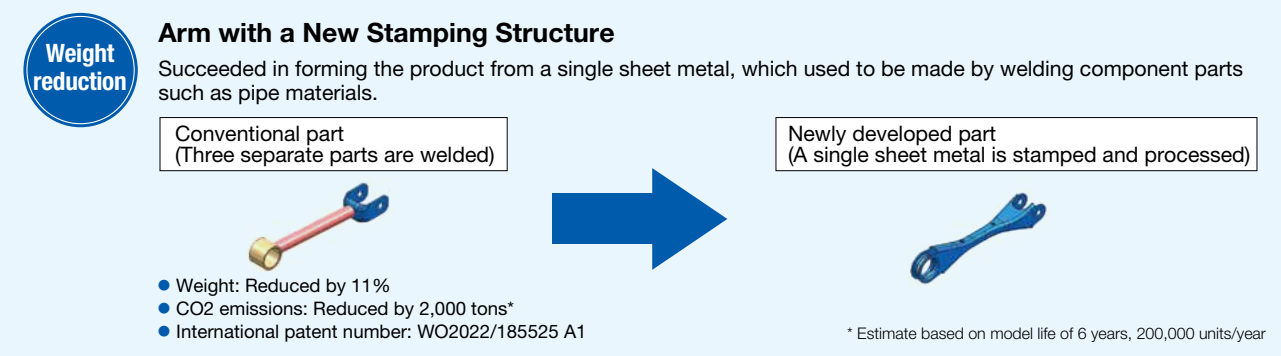 Weight
reduction
Arm with a New Stamping Structure
Succeeded in forming the product from a single sheet metal, which used to be made by welding component parts
such as pipe materials.
Conventional part
(Three separate parts are welded)
Newly developed part
(A single sheet metal is stamped and processed)
● Weight: Reduced by 11%
● CO2 emissions: Reduced by 2,000 tons*
● International patent number: WO2022/185525 A1
* Estimate based on model life of 6 years, 200,000 units/year